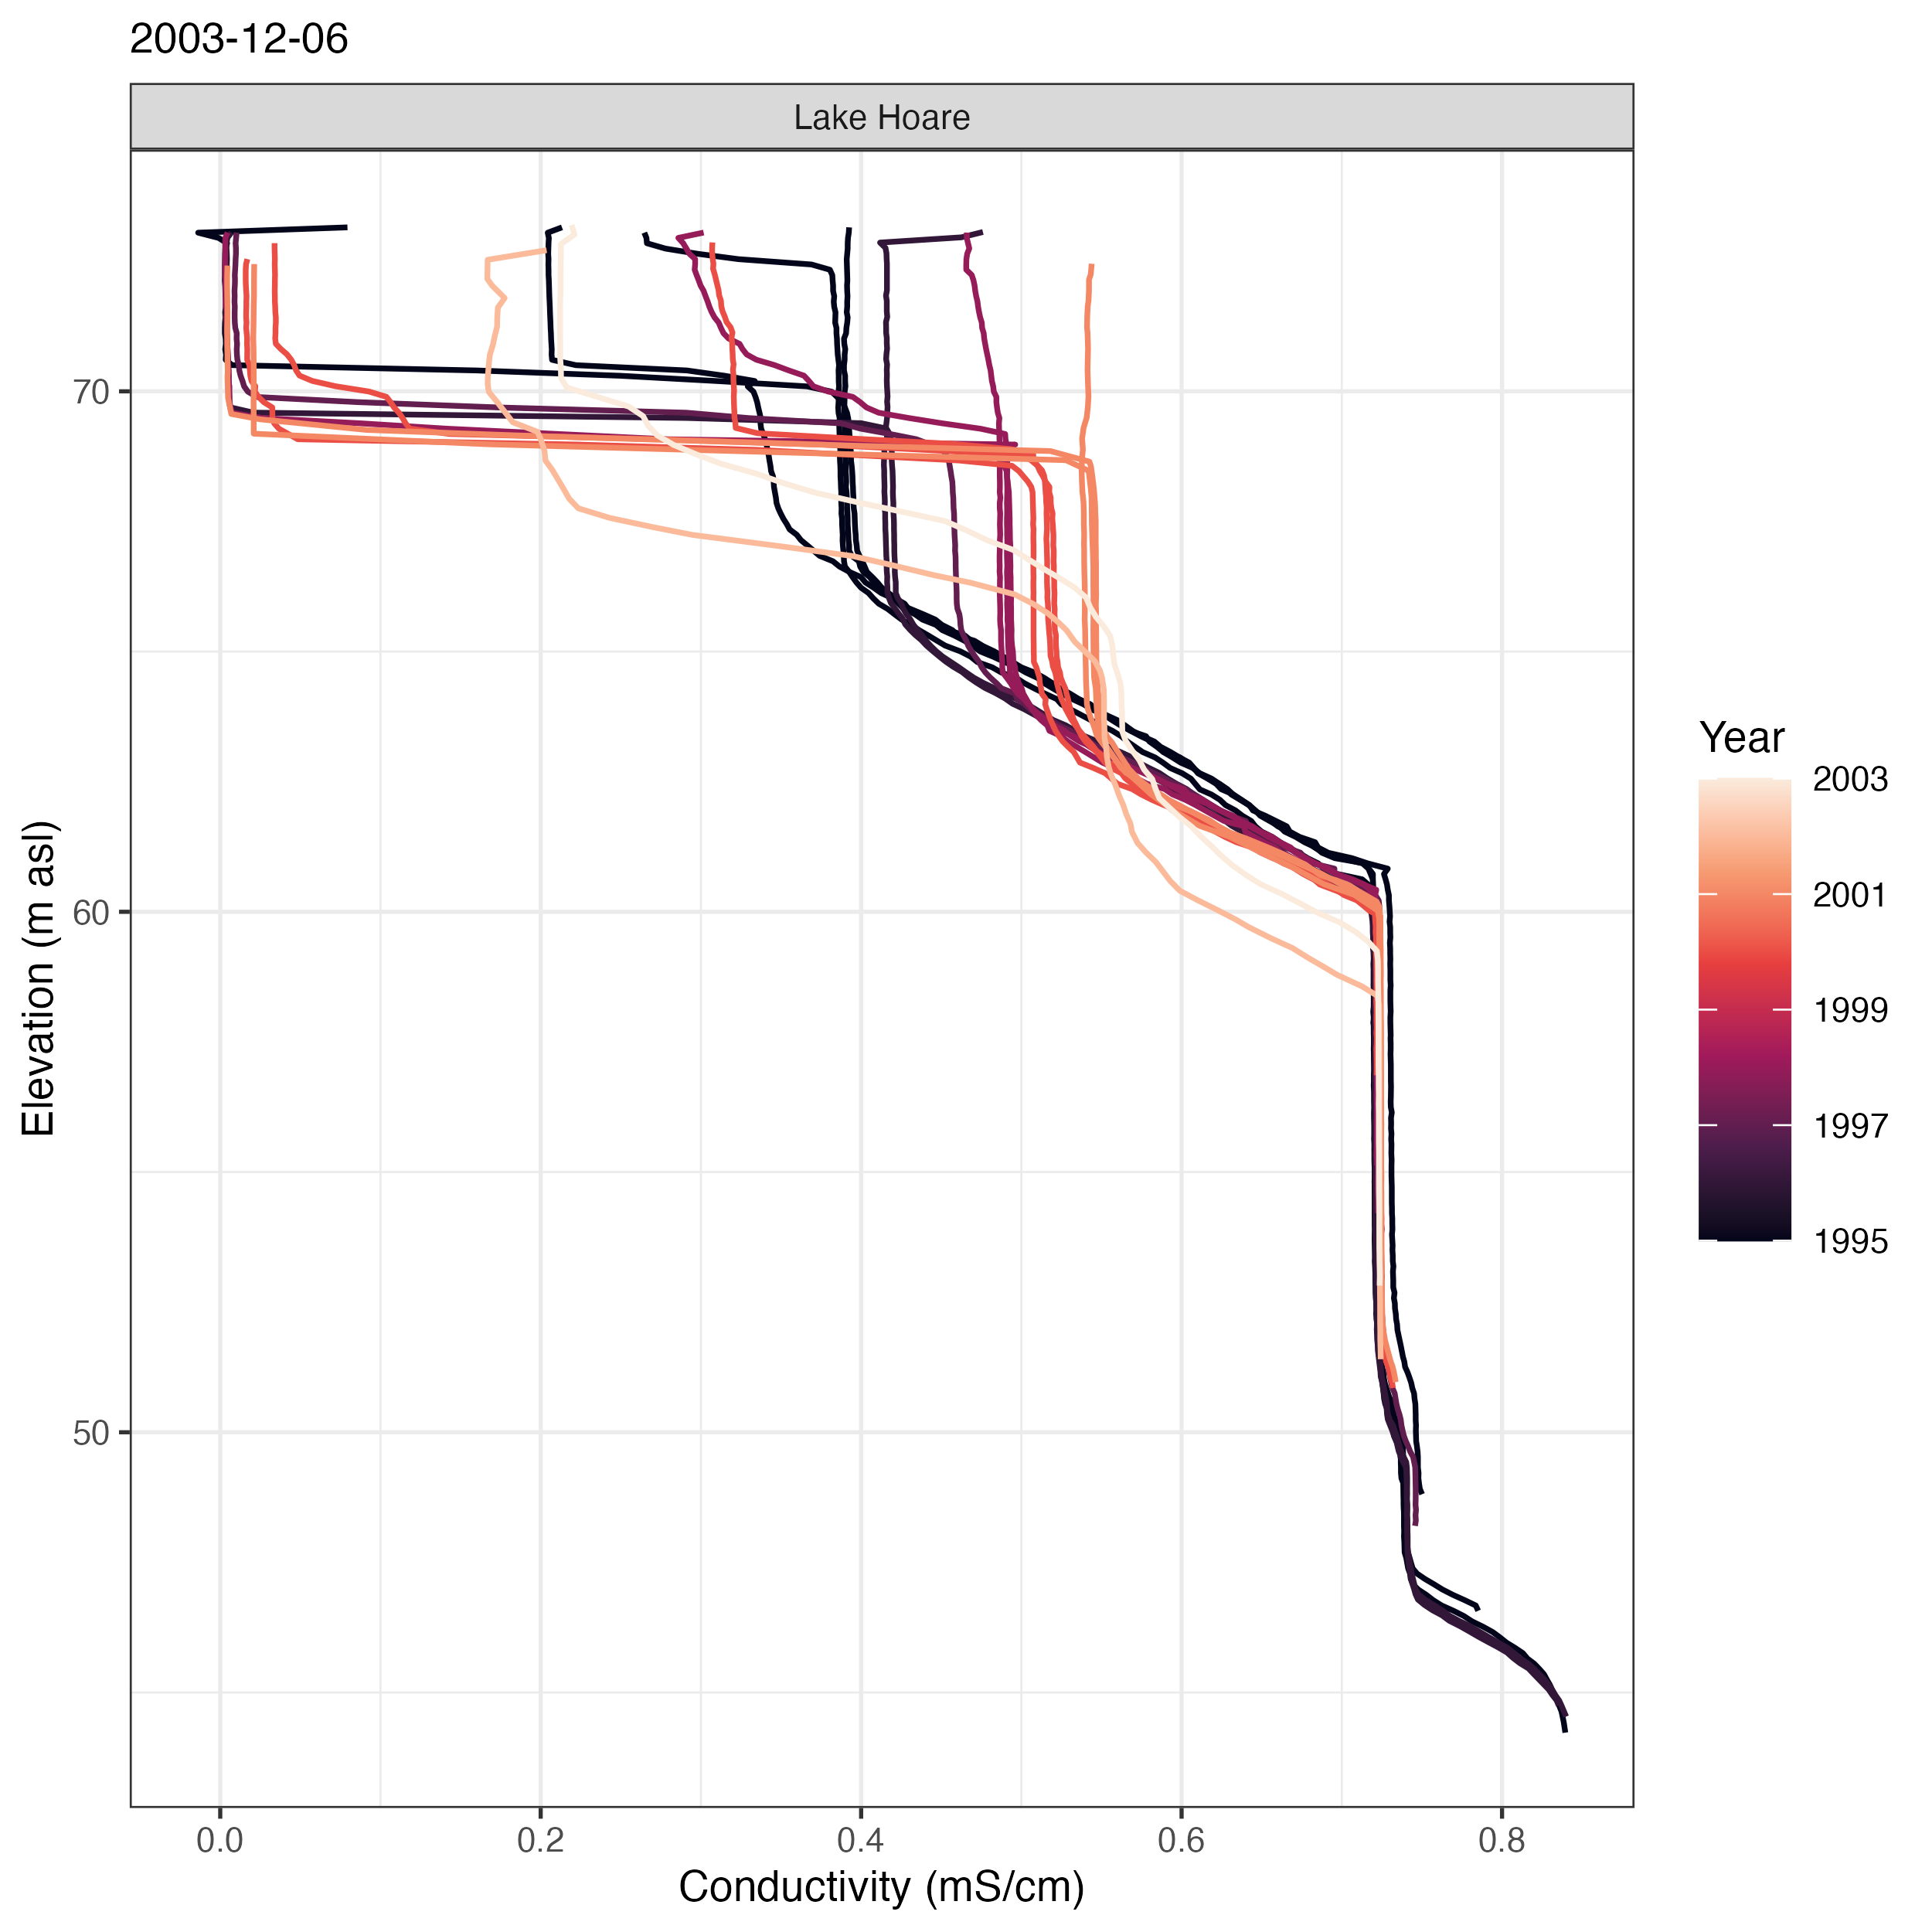 2003-12-06
Lake Hoare
70
60
50
Elevation (m asl)
0.0 0.2 0.4 0.6 0.8
Conductivity (mS/cm)
Year
2003
2001
1999
1997
1995